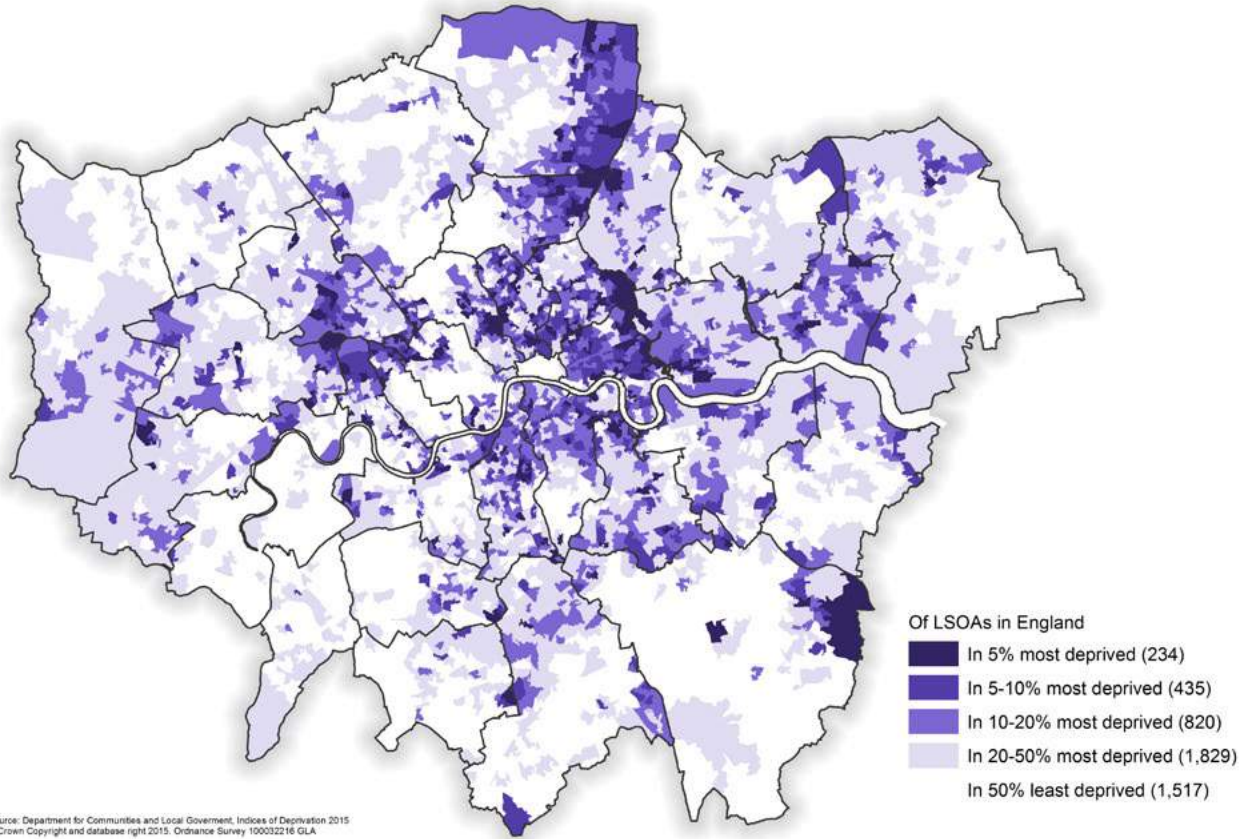 Of LSOAs in England
In 5% most deprived (234)
In 5-10% most deprived (435)
In 10-20% most deprived (820)
In 20-50% most deprived (1,829)
In 50% least deprived (1,517)
urce: Department for Communities and Local Goverment, Indices of Deprivation 2015
Crown Copyright and database right 2015. Ordnance Survey 100032216 GLA